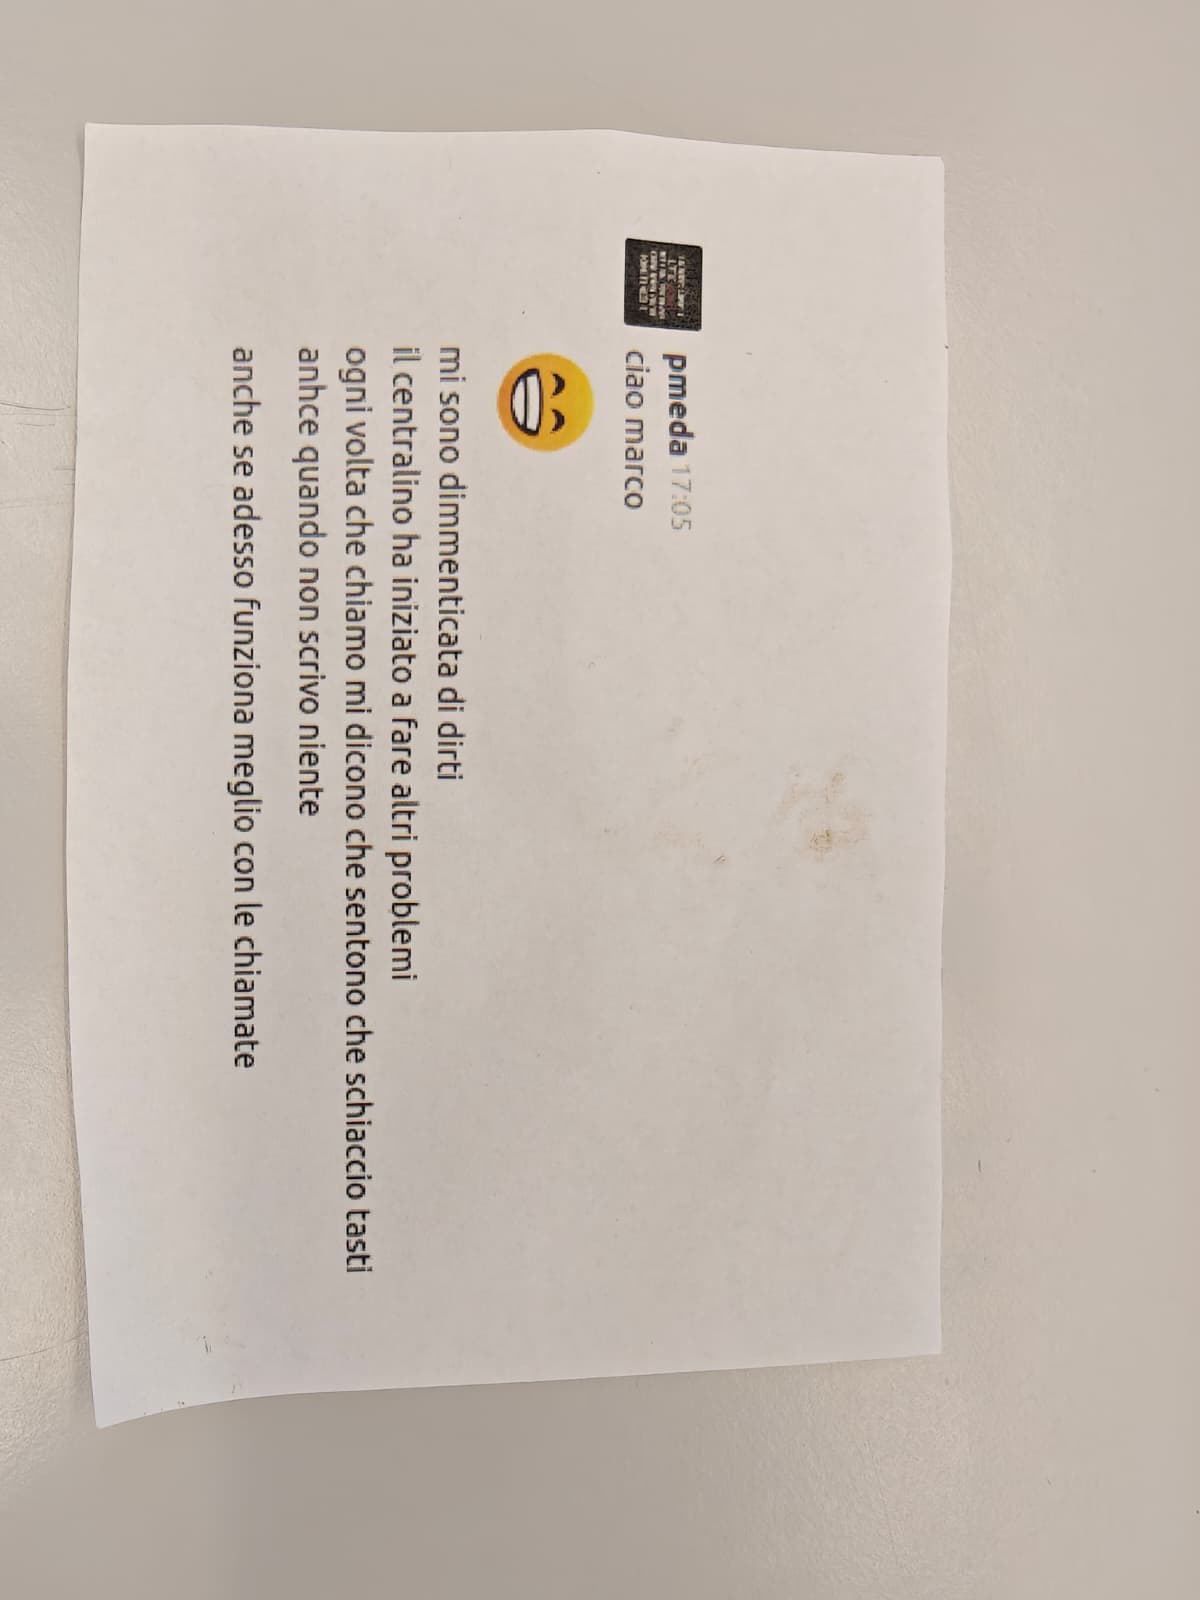 pmeda 17:05
ciao marco
mi sono dimmenticata di dirti
il centralino ha iniziato a fare altri problemi
ogni volta che chiamo mi dicono che sentono che schiaccio tasti
anhce quando non scrivo niente
anche se adesso funziona meglio con le chiamate